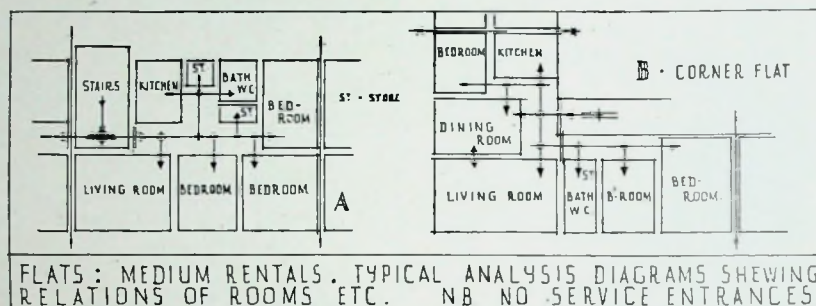 STAIRS
KITCHEN
ST.
BATH
WC
ST
BED-
ROOM
ST - STORE
LIVING ROOM
BEDROOM
BEDROOM
A
BEDROOM
KITCHEN
B - CORNER FLAT
DINING
ROOM
LIVING ROOM
ST
BATH
WC
B-ROOM
BED-
ROOM.
FLATS: MEDIUM RENTALS. TYPICAL ANALYSIS DIAGRAMS SHEWING
RELATIONS OF ROOMS ETC. NB NO SERVICE ENTRANCES